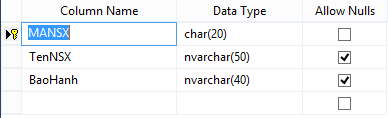 Column Name Data Type Allow Nulls
MANSX char(20)
TenNSX nvarchar(50)
BaoHanh nvarchar(40)